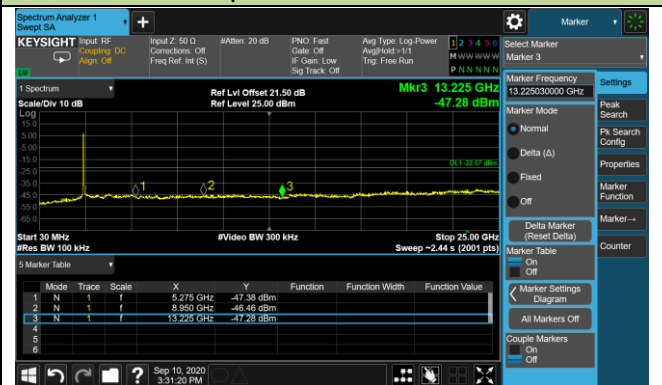 Spectrum Analyzer 1
Swept SA
Marker
KEYSIGHT
Input: RF
Coupling: DC
Align: Off
Input Z: 50 Ω
Corrections: Off
Freq Ref: Int (S)
#Atten: 20 dB
PNO: Fast
Gate: Off
IF Gain: Low
Sig Track: Off
Avg Type: Log-Power
Avg|Hold:>1/1
Trig: Free Run
1 2 3 4 5 6
M W W W W W
P N N N N N
Select Marker
Marker 3
LW
1 Spectrum
Scale/Div 10 dB
Ref Lvl Offset 21.50 dB
Ref Level 25.00 dBm
Mkr3 13.225 GHz
-47.28 dBm
Log
15.0
5.00
-5.00
-15.0
-25.0
-35.0
-45.0
-55.0
-65.0
DL1 -22.07 dBm
1
2
3
Start 30 MHz
#Res BW 100 kHz
#Video BW 300 kHz
Stop 25.00 GHz
Sweep ~2.44 s (2001 pts)
5 Marker Table
Mode Trace Scale X Y Function Function Width Function Value
1 N 1 f 5.275 GHz -47.38 dBm
2 N 1 f 8.950 GHz -46.46 dBm
3 N 1 f 13.225 GHz -47.28 dBm
4
5
6
Marker Frequency
13.225030000 GHz
Marker Mode
Normal
Delta (Δ)
Fixed
Off
Delta Marker
(Reset Delta)
Marker Table
On
Off
Marker Settings
Diagram
All Markers Off
Couple Markers
On
Off
Settings
Peak
Search
Pk Search
Config
Properties
Marker
Function
Marker→
Counter
Sep 10, 2020
3:31:20 PM